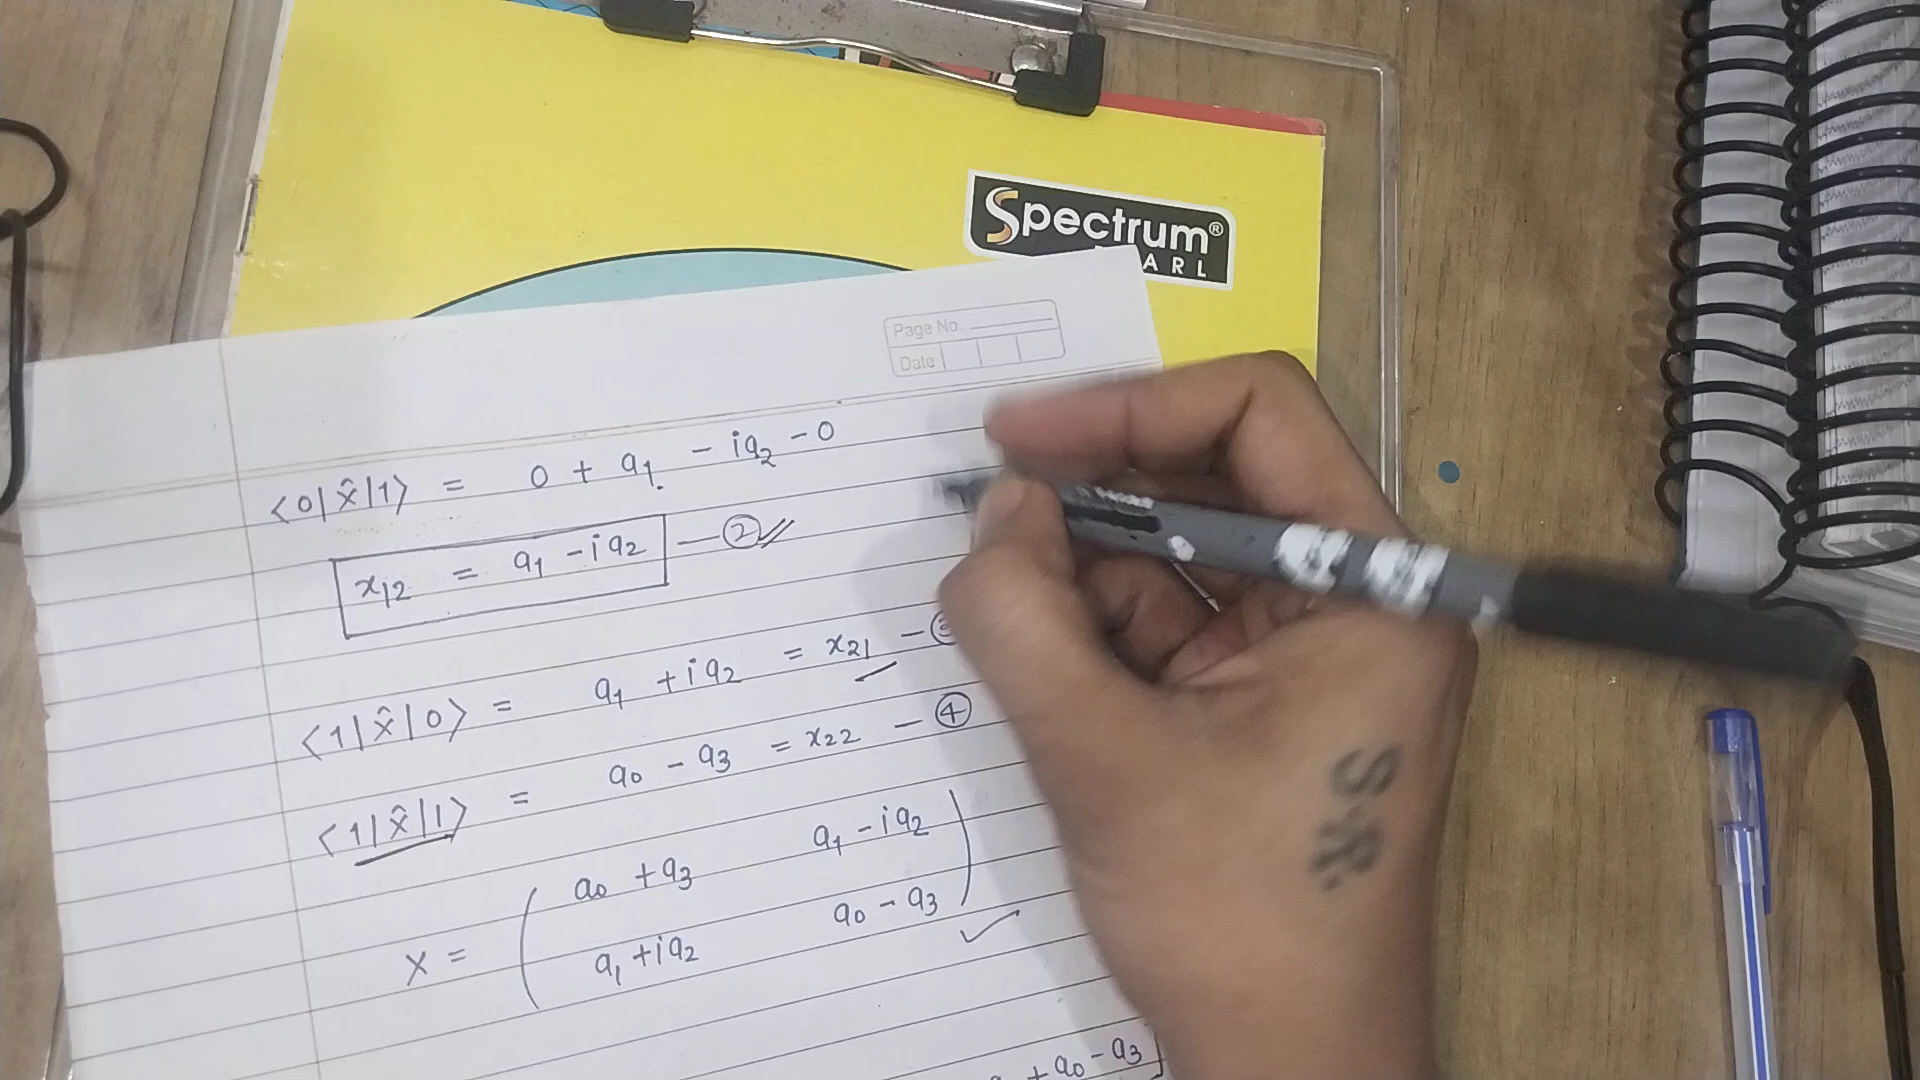 Spectrum®
ARL
Page No.
Date
<0|x̂|1> = 0 + a₁ - ia₂ - 0
x₁₂ = a₁ - ia₂ — ②
<1|x̂|0> = a₁ + ia₂ = x₂₁ — ③
<1|x̂|1> = a₀ - a₃ = x₂₂ — ④
X = ( a₀ + a₃ a₁ - ia₂
a₁ + ia₂ a₀ - a₃ )
+ a₀ - a₃ ]
S.R.